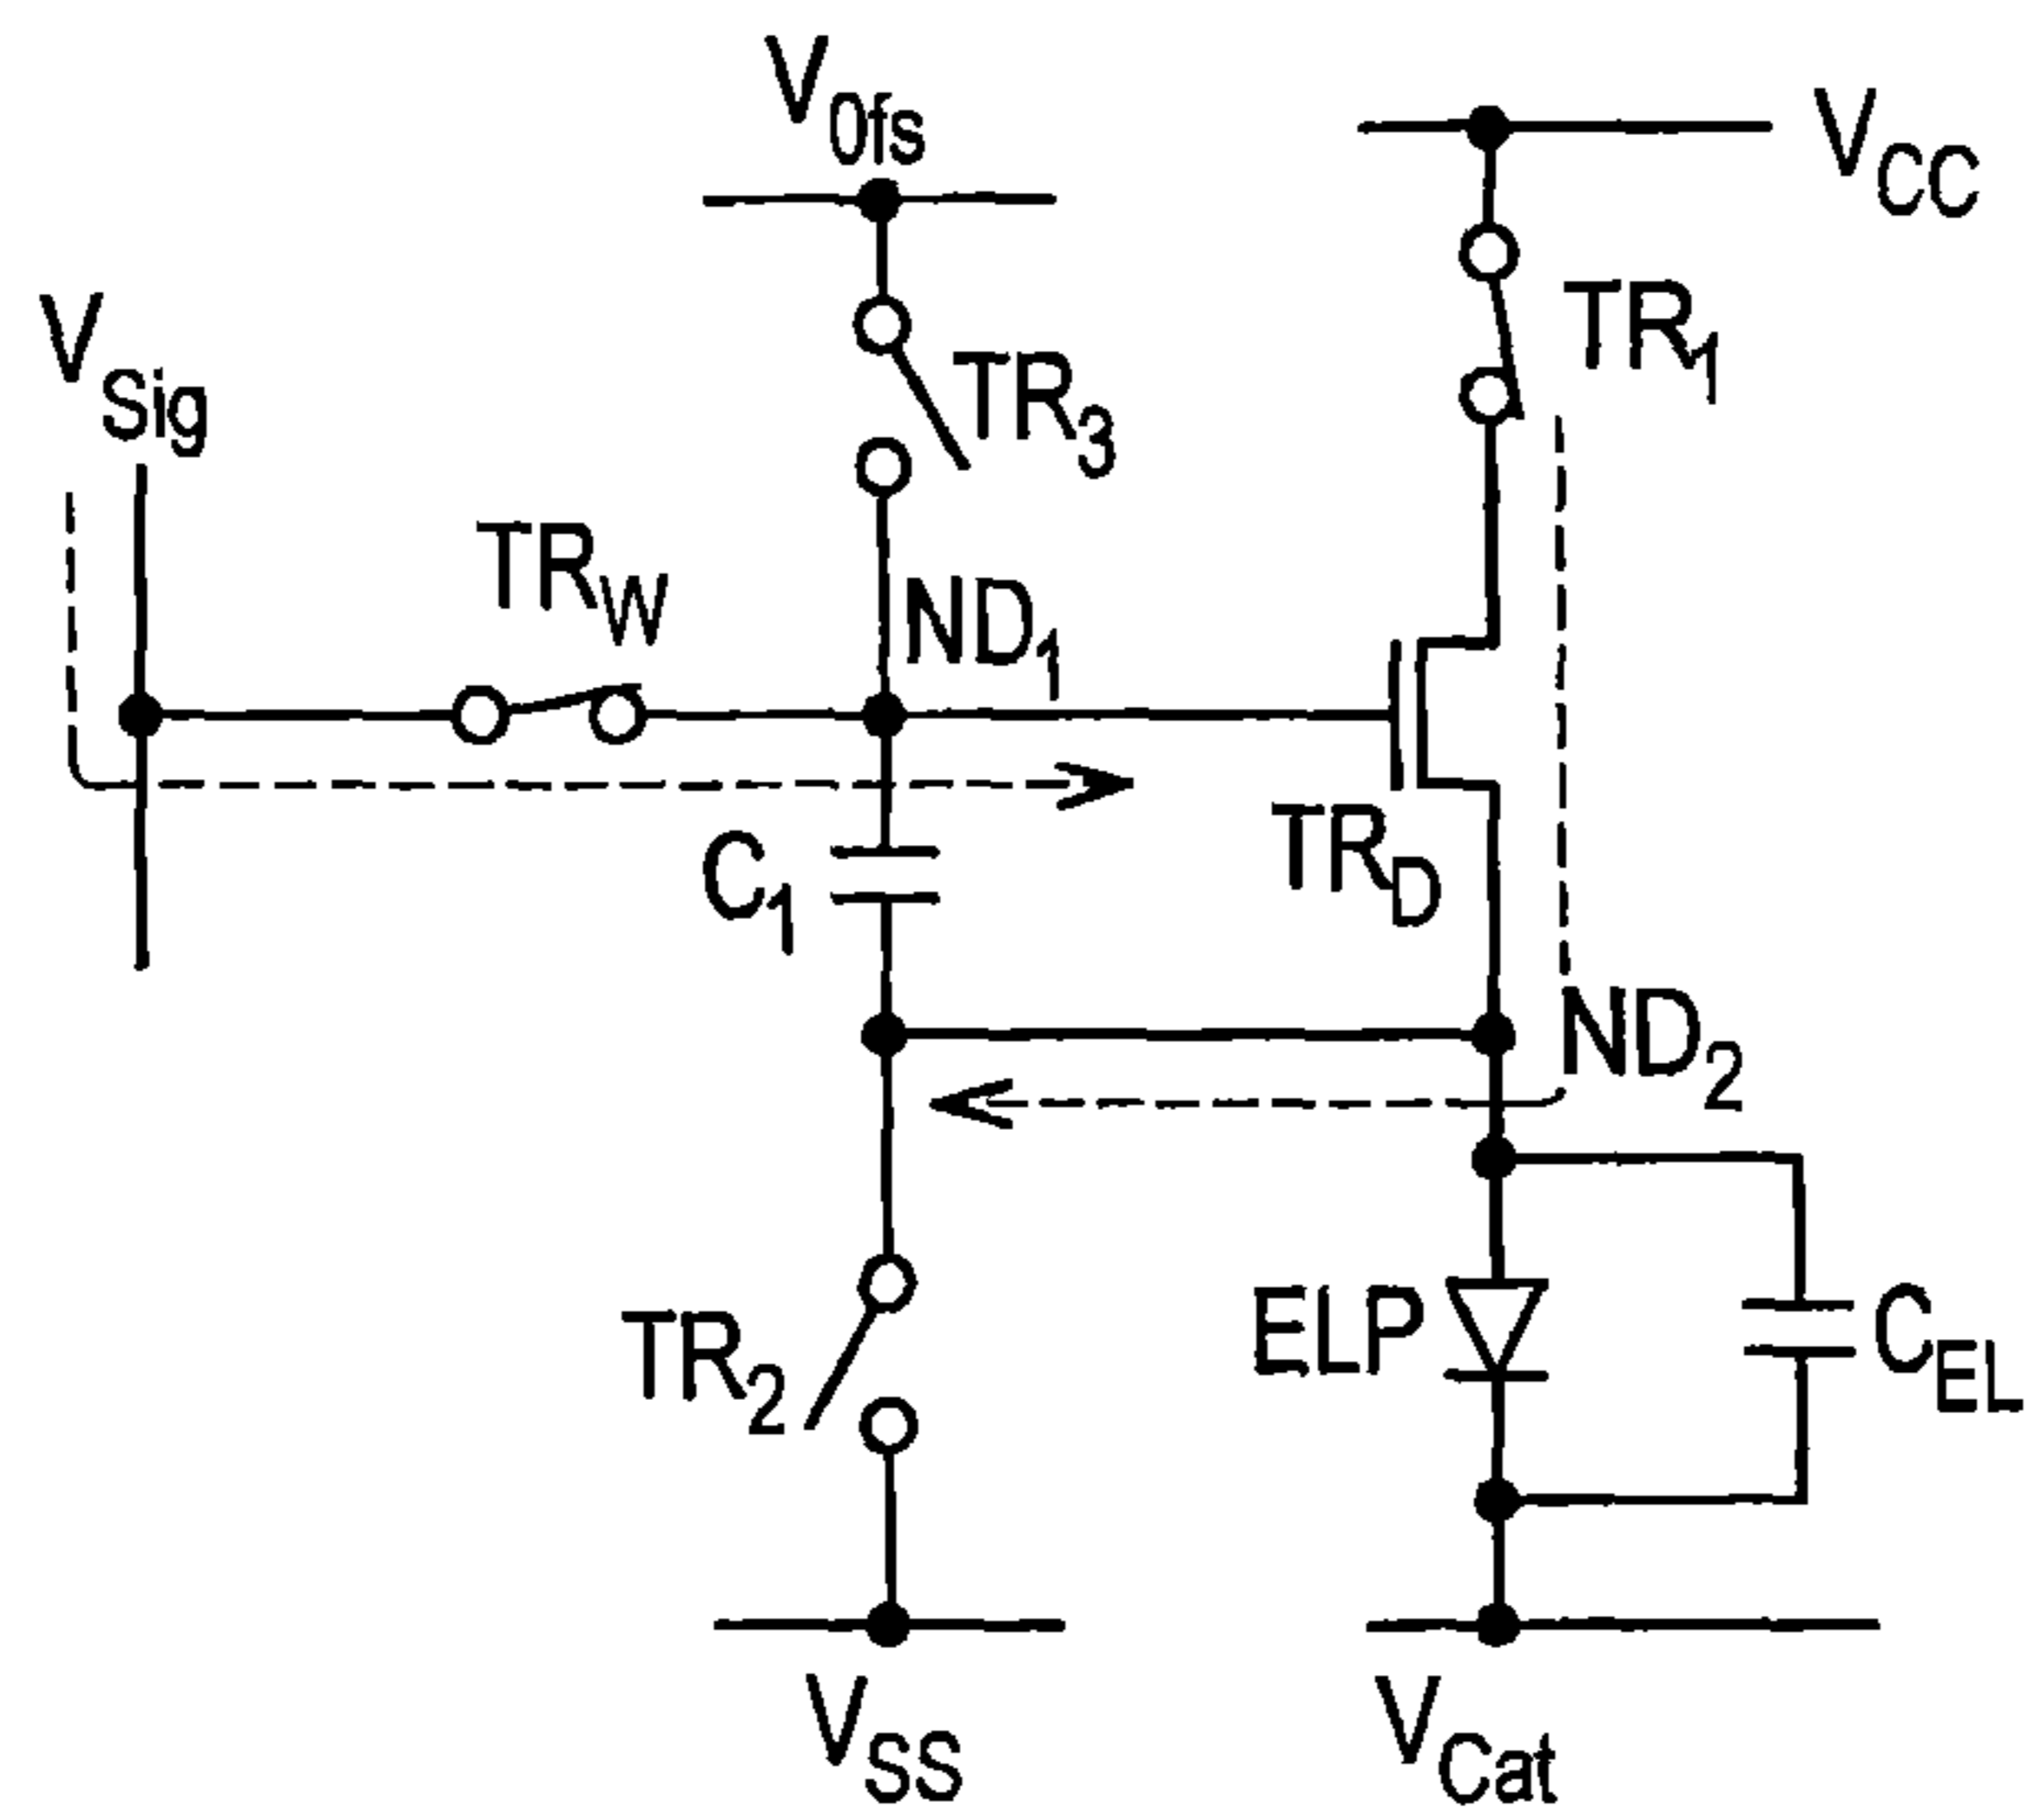 V0fs
VCC
VSig
TR1
TR3
TRW
ND1
TRD
C1
ND2
ELP
CEL
TR2
VSS
VCat